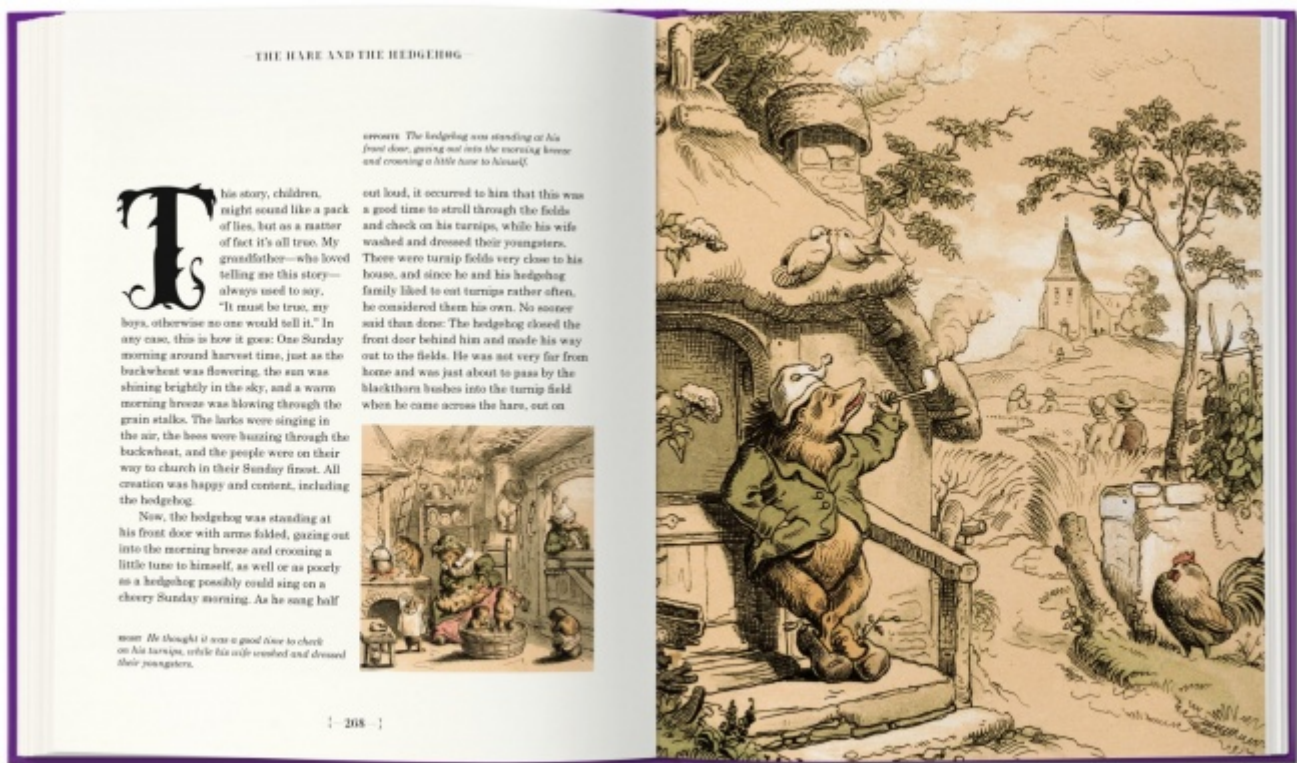 THE HARE AND THE HEDGEHOG
OPPOSITE The hedgehog was standing at his
front door, gazing out into the morning breeze
and crooning a little tune to himself.
This story, children,
might sound like a pack
of lies, but as a matter
of fact it's all true. My
grandfather—who loved
telling me this story—
always used to say,
"It must be true, my
boys, otherwise no one would tell it." In
any case, this is how it goes: One Sunday
morning around harvest time, just as the
buckwheat was flowering, the sun was
shining brightly in the sky, and a warm
morning breeze was blowing through the
grain stalks. The larks were singing in
the air, the bees were buzzing through the
buckwheat, and the people were on their
way to church in their Sunday finest. All
creation was happy and content, including
the hedgehog.
Now, the hedgehog was standing at
his front door with arms folded, gazing out
into the morning breeze and crooning a
little tune to himself, as well or as poorly
as a hedgehog possibly could sing on a
cheery Sunday morning. As he sang half
out loud, it occurred to him that this was
a good time to stroll through the fields
and check on his turnips, while his wife
washed and dressed their youngsters.
There were turnip fields very close to his
house, and since he and his hedgehog
family liked to eat turnips rather often,
he considered them his own. No sooner
said than done: The hedgehog closed the
front door behind him and made his way
out to the fields. He was not very far from
home and was just about to pass by the
blackthorn bushes into the turnip field
when he came across the hare, out on
RIGHT He thought it was a good time to check
on his turnips, while his wife washed and dressed
their youngsters.
268